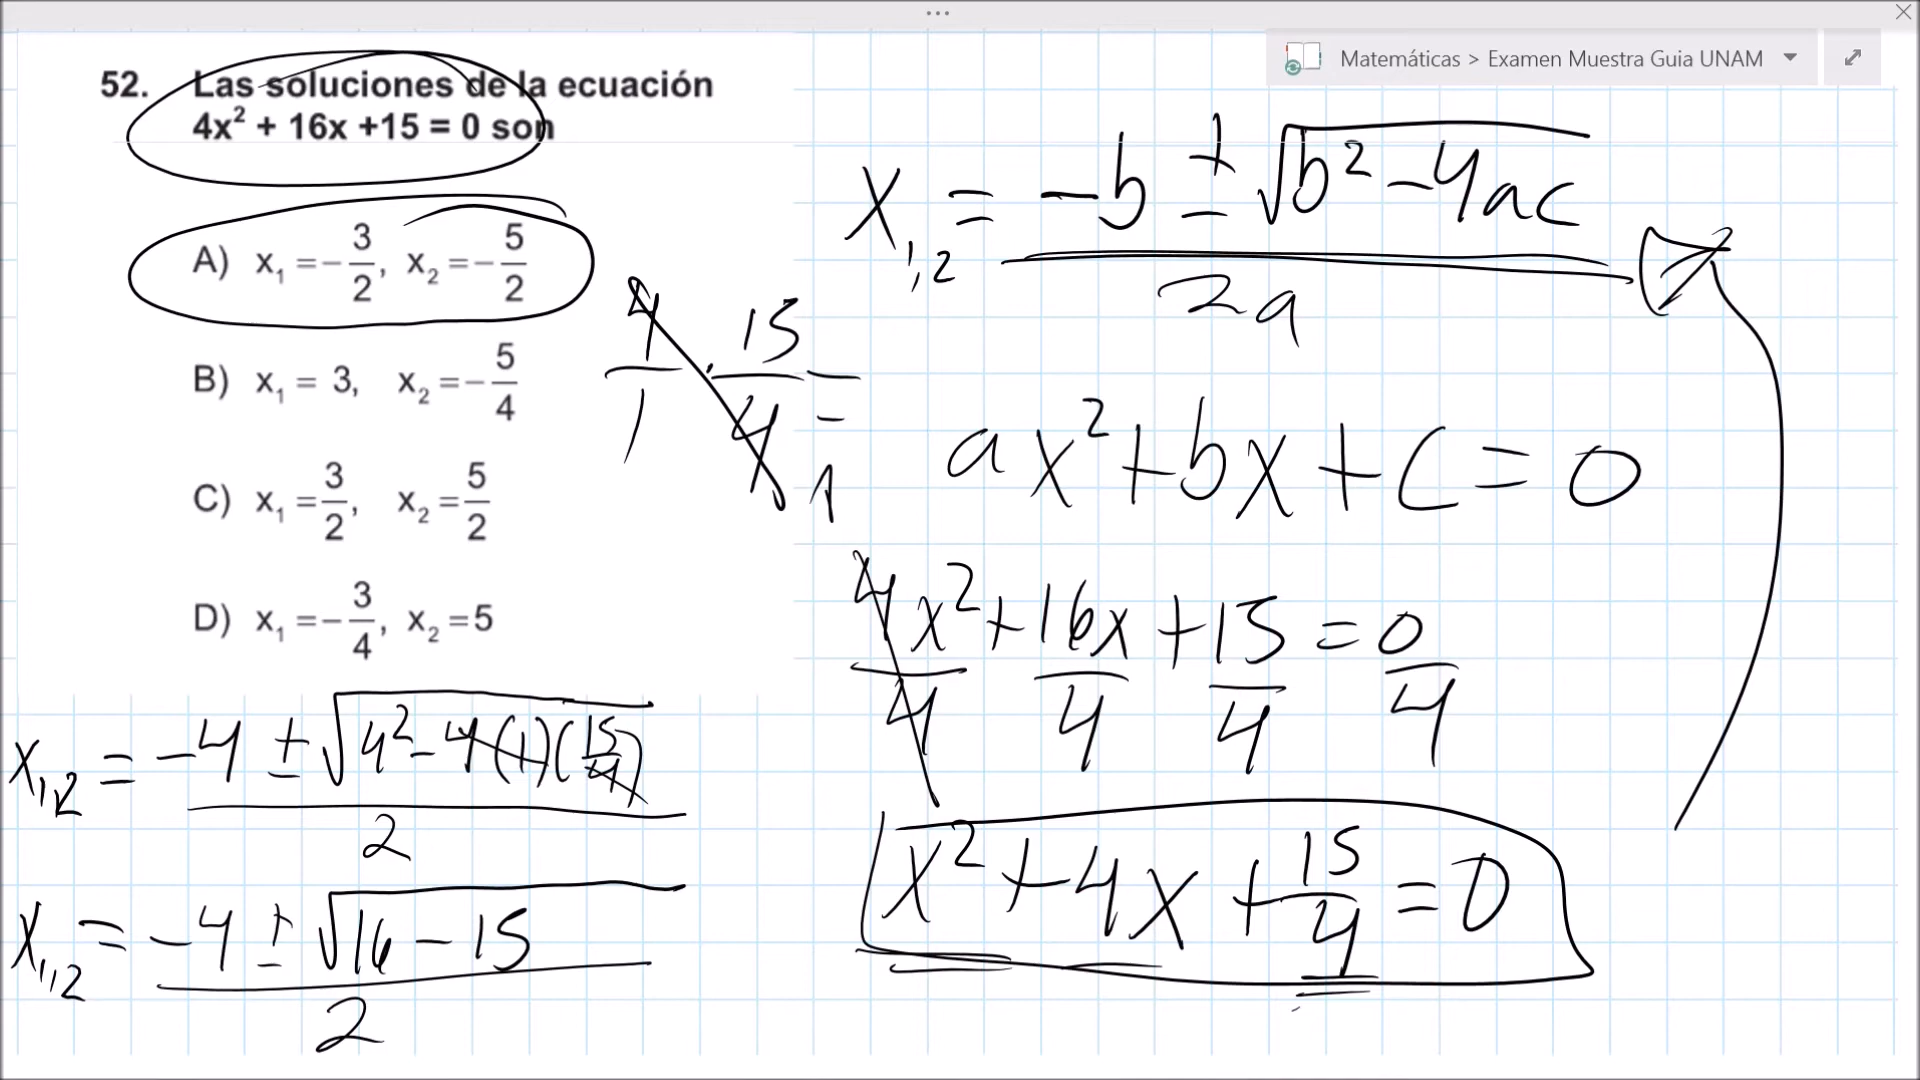 Matemáticas > Examen Muestra Guia UNAM
52. Las soluciones de la ecuación
4x² + 16x +15 = 0 son
A) x₁ = -3/2, x₂ = -5/2
B) x₁ = 3, x₂ = -5/4
C) x₁ = 3/2, x₂ = 5/2
D) x₁ = -3/4, x₂ = 5
4/1 · 15/4 =
x₁,₂ = (-b ± √(b² - 4ac))/2a
ax² + bx + c = 0
4x²/4 + 16x/4 + 15/4 = 0/4
x² + 4x + 15/4 = 0
x₁,₂ = (-4 ± √(4² - 4(1)(15/4)))/2
x₁,₂ = (-4 ± √(16 - 15))/2